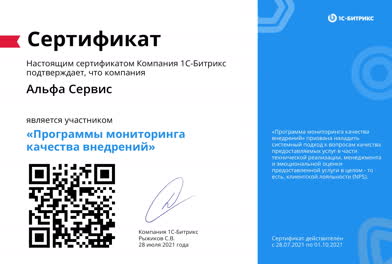 Сертификат
Настоящим сертификатом Компания 1С-Битрикс
подтверждает, что компания
Альфа Сервис
является участником
«Программы мониторинга
качества внедрений»
Компания 1С-Битрикс
Рыжиков С.В.
28 июля 2021 года
1С-БИТРИКС
«Программа мониторинга качества
внедрений» призвана наладить
системный подход к вопросам качества
предоставляемых услуг в части
технической реализации, менеджмента
и эмоциональной оценки
предоставленной услуги в целом - то
есть, клиентской лояльности (NPS).
Сертификат действителен
с 28.07.2021 по 01.10.2021